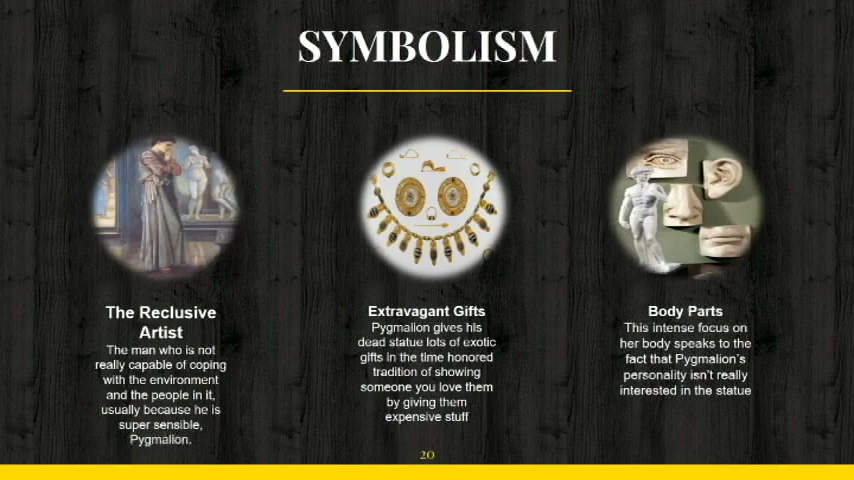 SYMBOLISM
The Reclusive
Artist
The man who is not
really capable of coping
with the environment
and the people in it,
usually because he is
super sensible,
Pygmalion.
Extravagant Gifts
Pygmalion gives his
dead statue lots of exotic
gifts in the time honored
tradition of showing
someone you love them
by giving them
expensive stuff
Body Parts
This intense focus on
her body speaks to the
fact that Pygmalion's
personality isn't really
interested in the statue
20